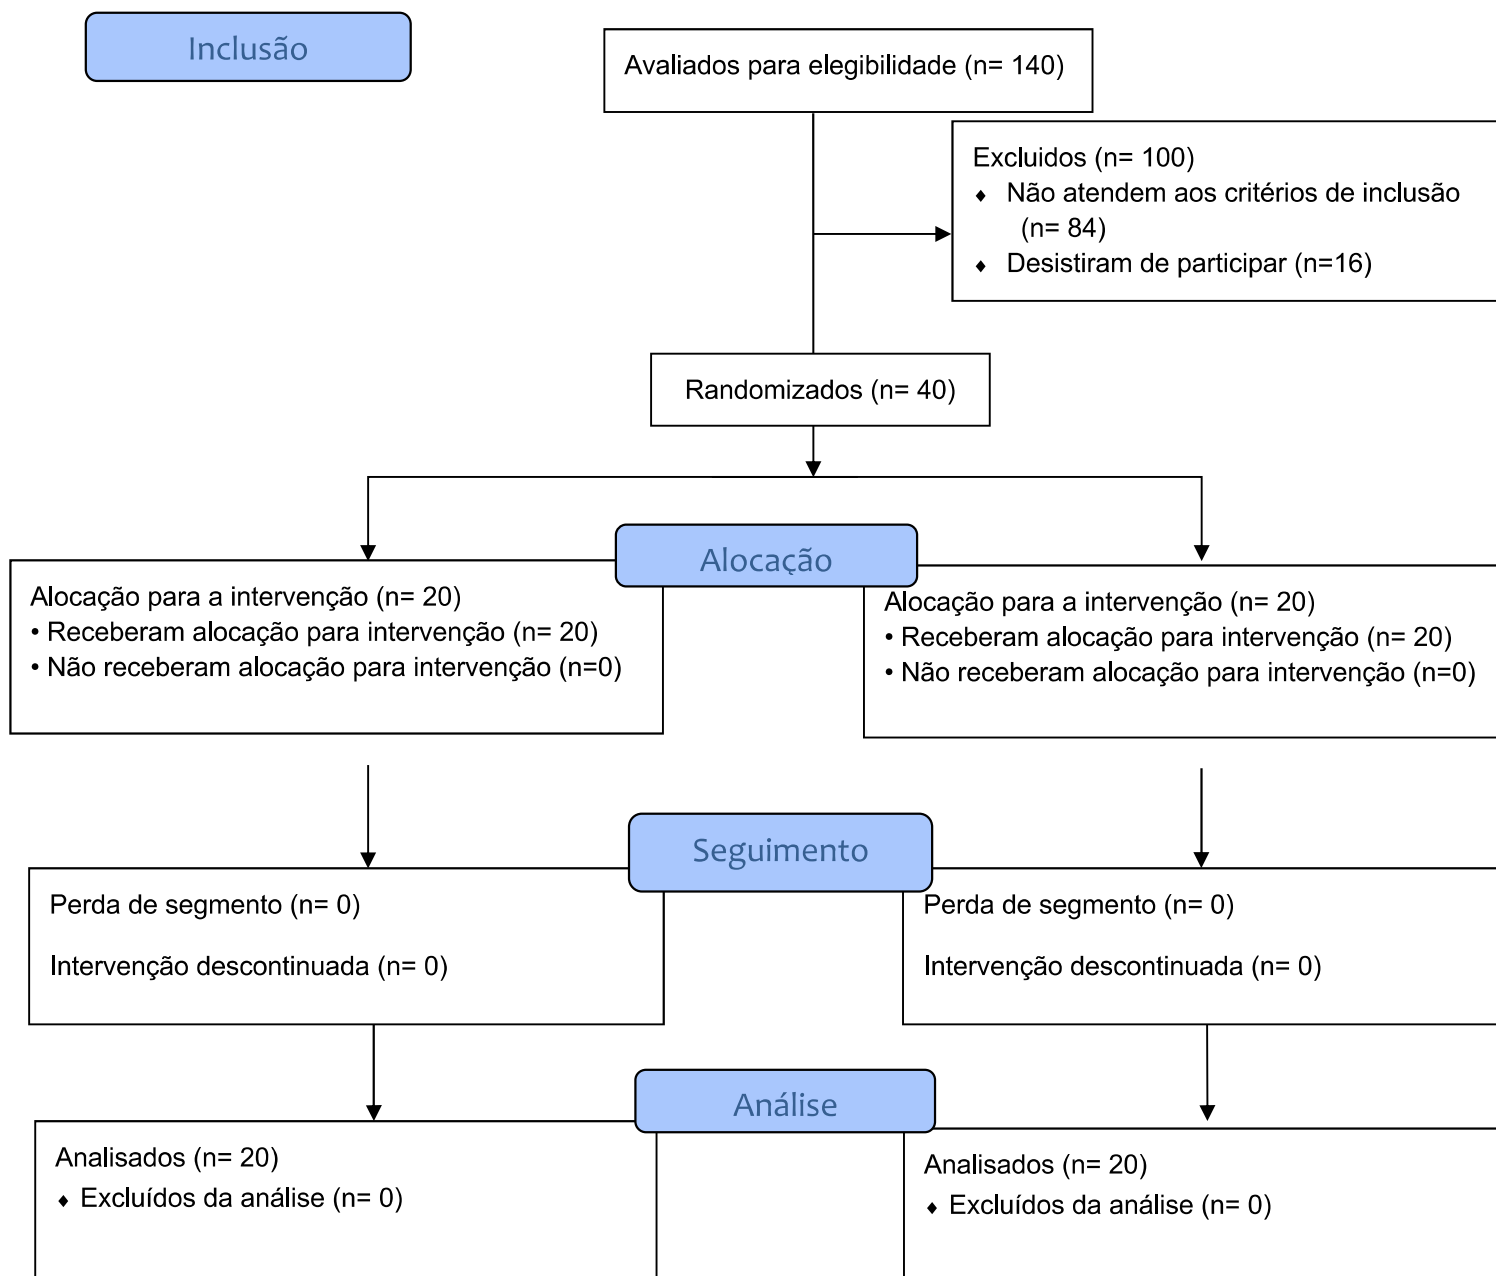 Inclusão
Avaliados para elegibilidade (n= 140)
Excluidos (n= 100)
♦ Não atendem aos critérios de inclusão
(n= 84)
♦ Desistiram de participar (n=16)
Randomizados (n= 40)
Alocação
Alocação para a intervenção (n= 20)
• Receberam alocação para intervenção (n= 20)
• Não receberam alocação para intervenção (n=0)
Alocação para a intervenção (n= 20)
• Receberam alocação para intervenção (n= 20)
• Não receberam alocação para intervenção (n=0)
Seguimento
Perda de segmento (n= 0)
Intervenção descontinuada (n= 0)
Perda de segmento (n= 0)
Intervenção descontinuada (n= 0)
Análise
Analisados (n= 20)
♦ Excluídos da análise (n= 0)
Analisados (n= 20)
♦ Excluídos da análise (n= 0)